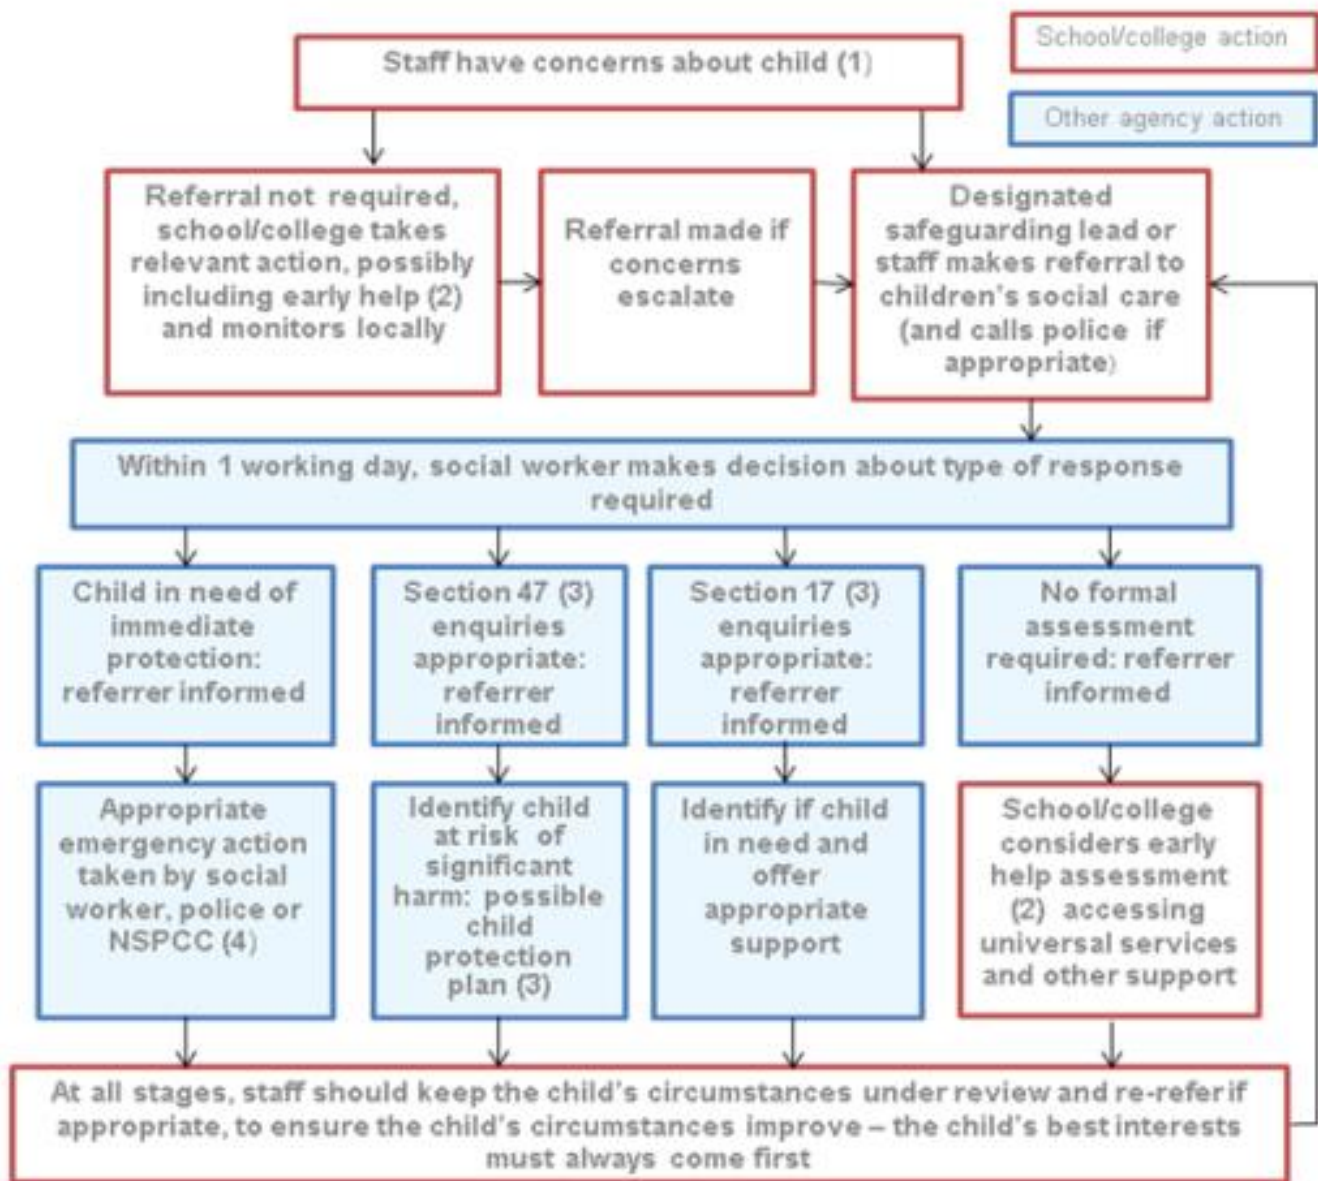 School/college action
Other agency action
Staff have concerns about child (1)
Referral not required,
school/college takes
relevant action, possibly
including early help (2)
and monitors locally
Referral made if
concerns
escalate
Designated
safeguarding lead or
staff makes referral to
children's social care
(and calls police if
appropriate)
Within 1 working day, social worker makes decision about type of response
required
Child in need of
immediate
protection:
referrer informed
Section 47 (3)
enquiries
appropriate:
referrer
informed
Section 17 (3)
enquiries
appropriate:
referrer
informed
No formal
assessment
required: referrer
informed
Appropriate
emergency action
taken by social
worker, police or
NSPCC (4)
Identify child
at risk of
significant
harm: possible
child
protection
plan (3)
Identify if child
in need and
offer
appropriate
support
School/college
considers early
help assessment
(2) accessing
universal services
and other support
At all stages, staff should keep the child's circumstances under review and re-refer if
appropriate, to ensure the child's circumstances improve – the child's best interests
must always come first